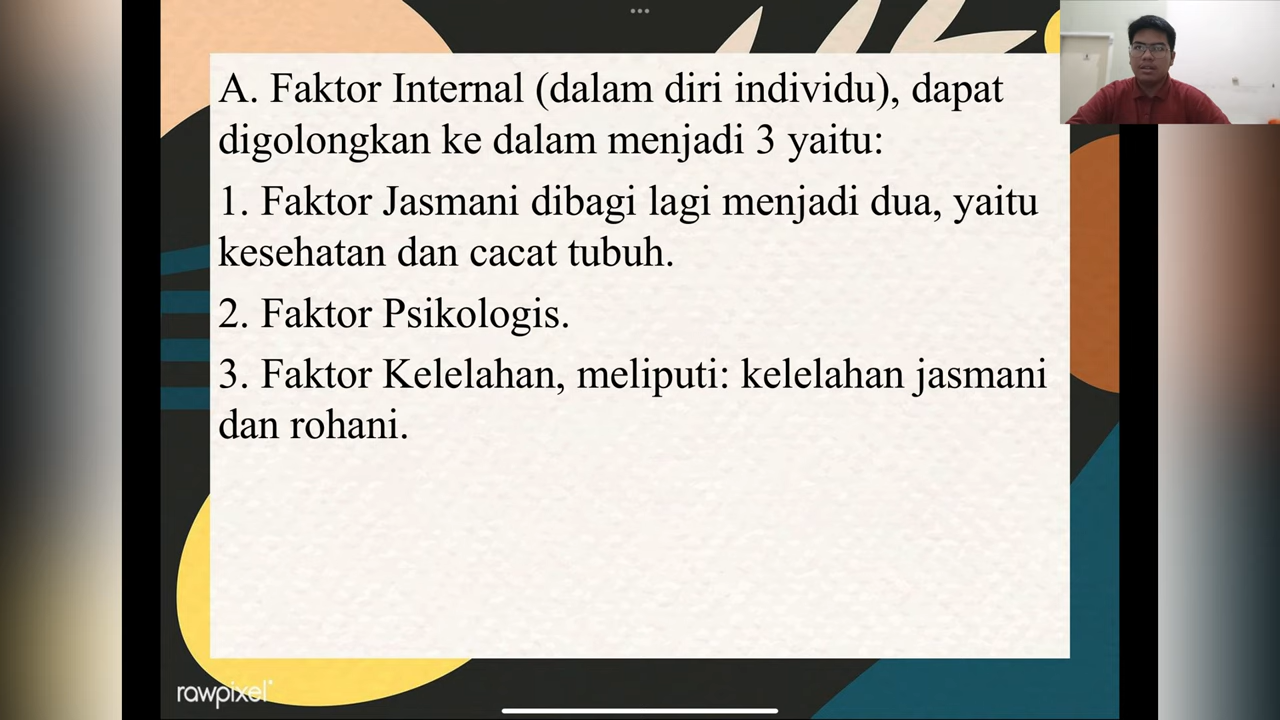 A. Faktor Internal (dalam diri individu), dapat
digolongkan ke dalam menjadi 3 yaitu:
1. Faktor Jasmani dibagi lagi menjadi dua, yaitu
kesehatan dan cacat tubuh.
2. Faktor Psikologis.
3. Faktor Kelelahan, meliputi: kelelahan jasmani
dan rohani.
rawpixel